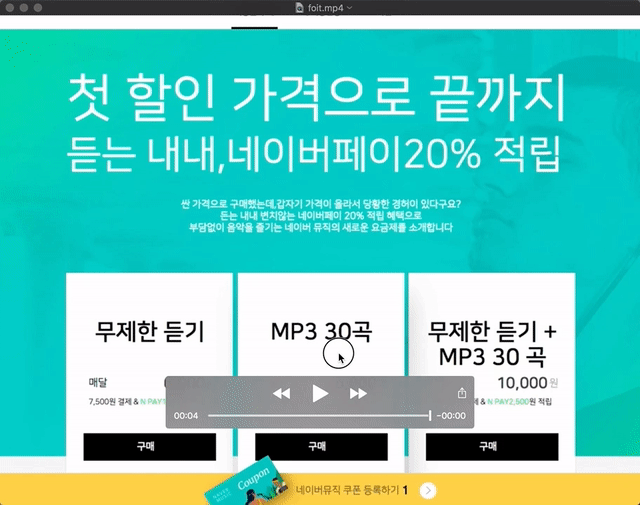 foit.mp4
첫 할인 가격으로 끝까지
듣는 내내,네이버페이20% 적립
싼 가격으로 구매했는데,갑자기 가격이 올라서 당황한 경험이 있다구요?
듣는 내내 변치않는 네이버페이 20% 적립 혜택으로
부담없이 음악을 즐기는 네이버 뮤직의 새로운 요금제를 소개합니다
무제한 듣기
매달
7,500원 결제 & N PAY
구매
MP3 30곡
구매
무제한 듣기 +
MP3 30 곡
10,000 원
& N PAY2,500원 적립
구매
00:04
-00:00
NAVER
MUSIC
Coupon
네이버뮤직 쿠폰 등록하기 1